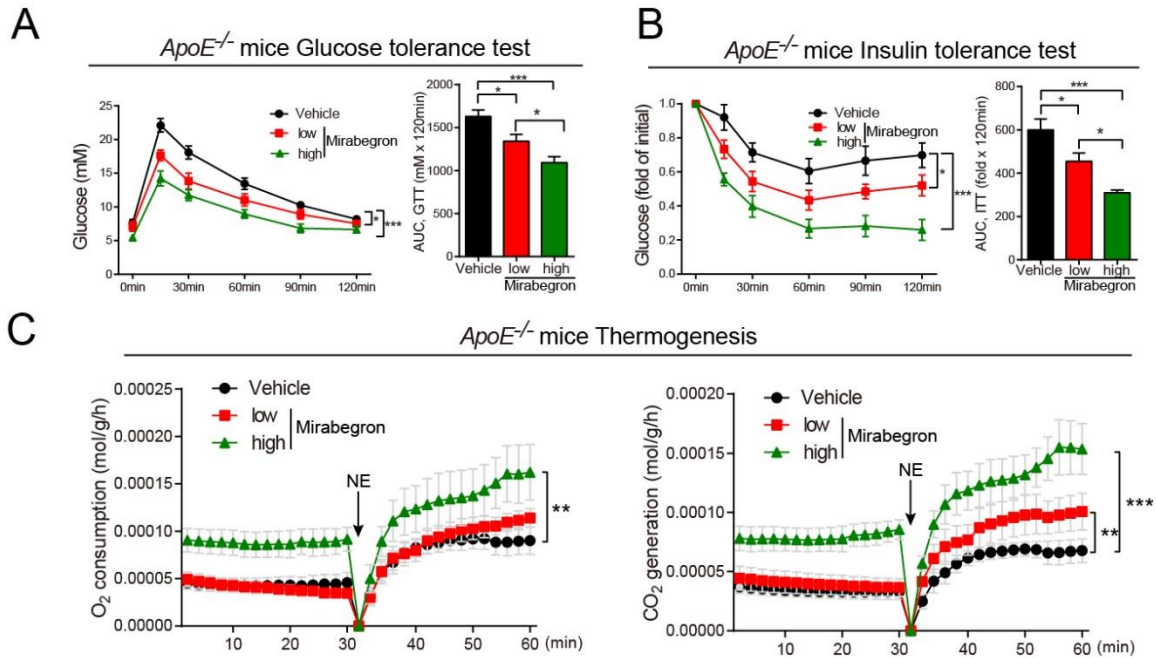 A
ApoE-/- mice Glucose tolerance test
Glucose (mM)
25
20
15
10
5
0
0min
30min
60min
90min
120min
Vehicle
low
high
Mirabegron
*
***
AUC, GTT (mM x 120min)
2000
1500
1000
500
0
***
*
*
Vehicle
low
high
Mirabegron
B
ApoE-/- mice Insulin tolerance test
Glucose (fold of initial)
1.0
0.8
0.6
0.4
0.2
0.0
0min
30min
60min
90min
120min
Vehicle
low
high
Mirabegron
*
***
AUC, ITT (fold x 120min)
800
600
400
200
0
***
*
*
Vehicle
low
high
Mirabegron
C
ApoE-/- mice Thermogenesis
O2 consumption (mol/g/h)
0.00025
0.00020
0.00015
0.00010
0.00005
0.00000
10
20
30
40
50
60
(min)
Vehicle
low
high
Mirabegron
NE
**
CO2 generation (mol/g/h)
0.00020
0.00015
0.00010
0.00005
0.00000
10
20
30
40
50
60
(min)
Vehicle
low
high
Mirabegron
NE
**
***